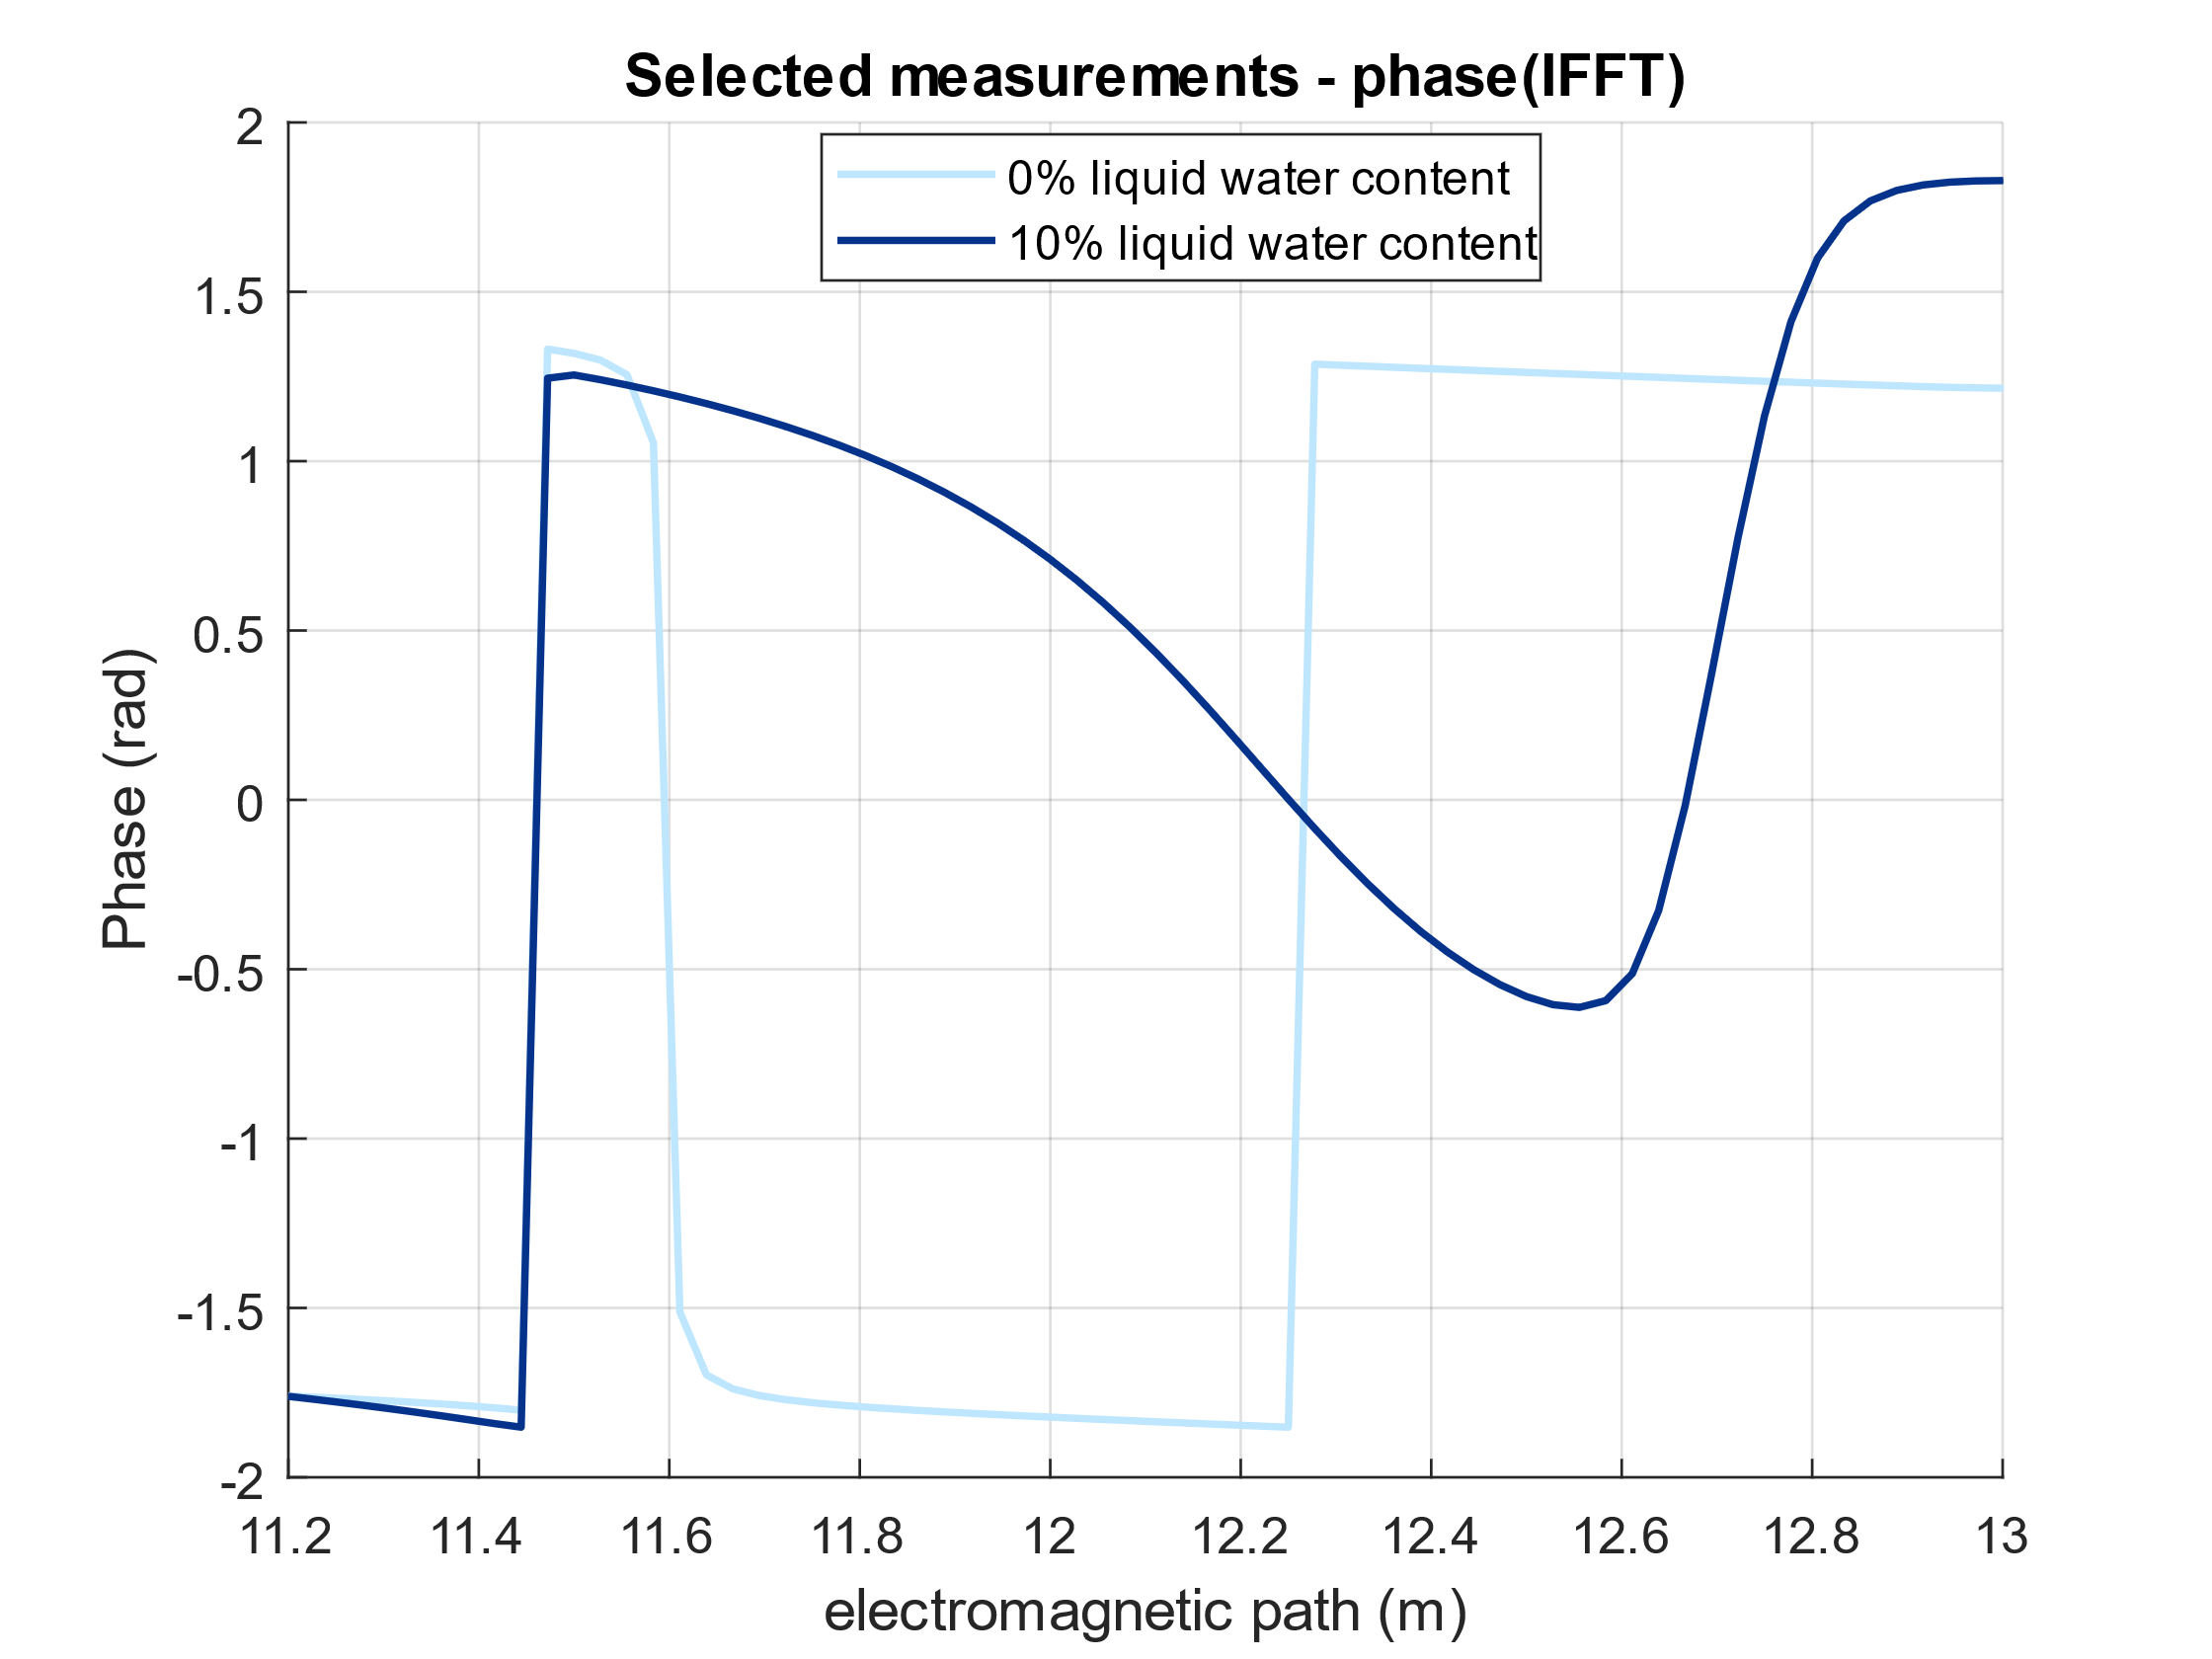 Selected measurements - phase(IFFT)
0% liquid water content
10% liquid water content
Phase (rad)
2
1.5
1
0.5
0
-0.5
-1
-1.5
-2
11.2 11.4 11.6 11.8 12 12.2 12.4 12.6 12.8 13
electromagnetic path (m)